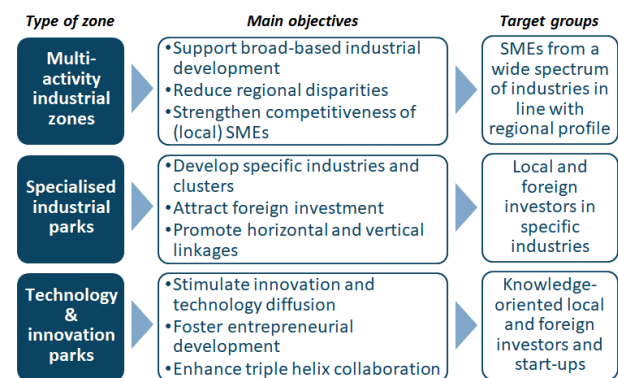 Type of zone
Main objectives
Target groups
Multi-
activity
industrial
zones
•Support broad-based industrial
development
•Reduce regional disparities
•Strengthen competitiveness of
(local) SMEs
SMEs from a
wide spectrum
of industries in
line with
regional profile
Specialised
industrial
parks
•Develop specific industries and
clusters
•Attract foreign investment
•Promote horizontal and vertical
linkages
Local and
foreign
investors in
specific
industries
Technology
&
innovation
parks
•Stimulate innovation and
technology diffusion
•Foster entrepreneurial
development
•Enhance triple helix collaboration
Knowledge-
oriented local
and foreign
investors and
start-ups